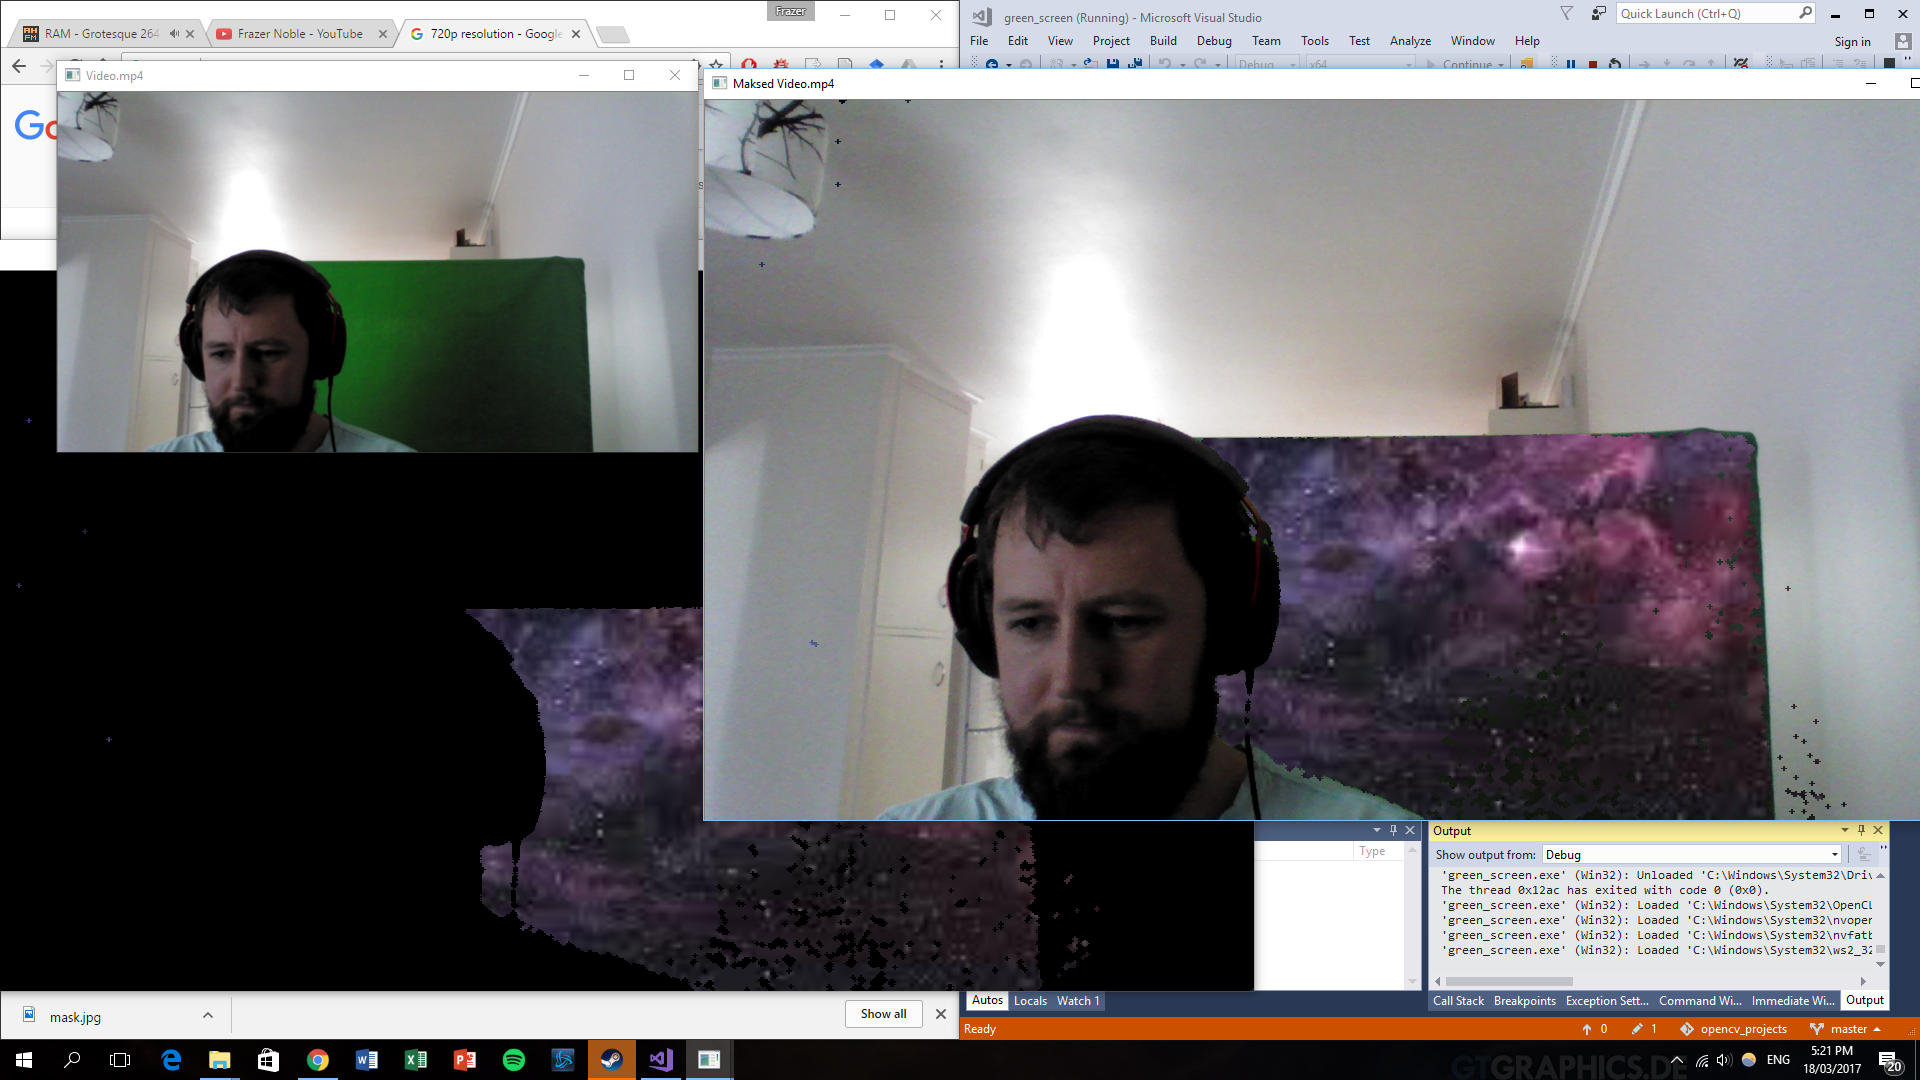 Frazer
RAM - Grotesque 264
Frazer Noble - YouTube
720p resolution - Google
green_screen (Running) - Microsoft Visual Studio
Quick Launch (Ctrl+Q)
File Edit View Project Build Debug Team Tools Test Analyze Window Help
Sign in
Debug x64 Continue
Video.mp4
Maksed Video.mp4
Go
Type
Output
Show output from: Debug
'green_screen.exe' (Win32): Unloaded 'C:\Windows\System32\Driv
The thread 0x12ac has exited with code 0 (0x0).
'green_screen.exe' (Win32): Loaded 'C:\Windows\System32\OpenCL
'green_screen.exe' (Win32): Loaded 'C:\Windows\System32\nvopen
'green_screen.exe' (Win32): Loaded 'C:\Windows\System32\nvfatb
'green_screen.exe' (Win32): Loaded 'C:\Windows\System32\ws2_32
Autos Locals Watch 1
Call Stack Breakpoints Exception Sett... Command Wi... Immediate Wi... Output
mask.jpg
Show all
Ready
0 1 opencv_projects master
GTGRAPHICS.DE
ENG
5:21 PM
18/03/2017
20